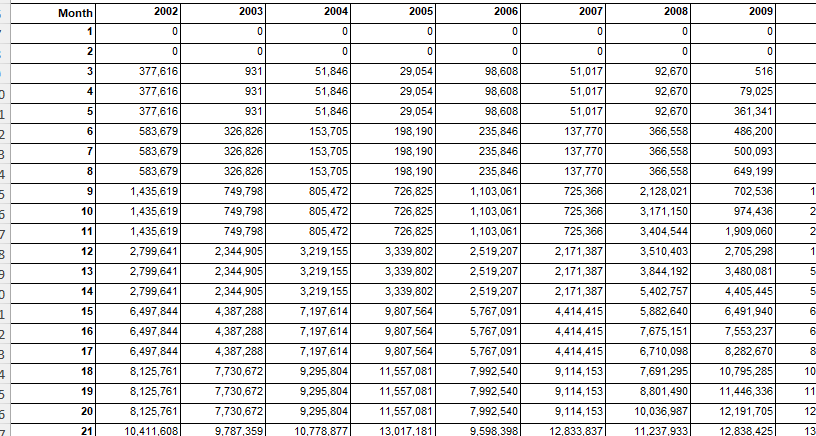 Month 2002 2003 2004 2005 2006 2007 2008 2009
1 0 0 0 0 0 0 0 0
2 0 0 0 0 0 0 0 0
3 377,616 931 51,846 29,054 98,608 51,017 92,670 516
4 377,616 931 51,846 29,054 98,608 51,017 92,670 79,025
5 377,616 931 51,846 29,054 98,608 51,017 92,670 361,341
6 583,679 326,826 153,705 198,190 235,846 137,770 366,558 486,200
7 583,679 326,826 153,705 198,190 235,846 137,770 366,558 500,093
8 583,679 326,826 153,705 198,190 235,846 137,770 366,558 649,199
9 1,435,619 749,798 805,472 726,825 1,103,061 725,366 2,128,021 702,536
10 1,435,619 749,798 805,472 726,825 1,103,061 725,366 3,171,150 974,436
11 1,435,619 749,798 805,472 726,825 1,103,061 725,366 3,404,544 1,909,060
12 2,799,641 2,344,905 3,219,155 3,339,802 2,519,207 2,171,387 3,510,403 2,705,298
13 2,799,641 2,344,905 3,219,155 3,339,802 2,519,207 2,171,387 3,844,192 3,480,081
14 2,799,641 2,344,905 3,219,155 3,339,802 2,519,207 2,171,387 5,402,757 4,405,445
15 6,497,844 4,387,288 7,197,614 9,807,564 5,767,091 4,414,415 5,882,640 6,491,940
16 6,497,844 4,387,288 7,197,614 9,807,564 5,767,091 4,414,415 7,675,151 7,553,237
17 6,497,844 4,387,288 7,197,614 9,807,564 5,767,091 4,414,415 6,710,098 8,282,670
18 8,125,761 7,730,672 9,295,804 11,557,081 7,992,540 9,114,153 7,691,295 10,795,285
19 8,125,761 7,730,672 9,295,804 11,557,081 7,992,540 9,114,153 8,801,490 11,446,336
20 8,125,761 7,730,672 9,295,804 11,557,081 7,992,540 9,114,153 10,036,987 12,191,705
21 10,411,608 9,787,359 10,778,877 13,017,181 9,598,398 12,833,837 11,237,933 12,838,425